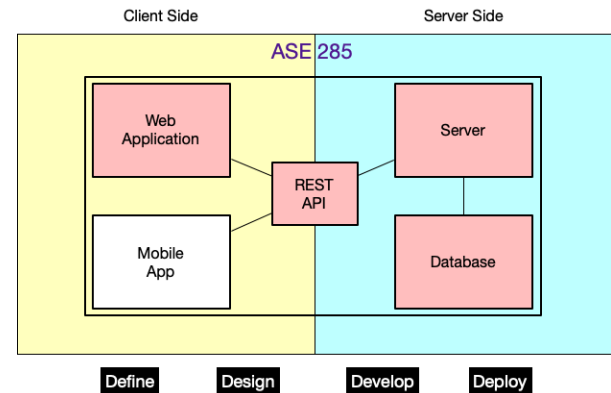 Client Side
Server Side
ASE 285
Web
Application
Server
REST
API
Mobile
App
Database
Define
Design
Develop
Deploy